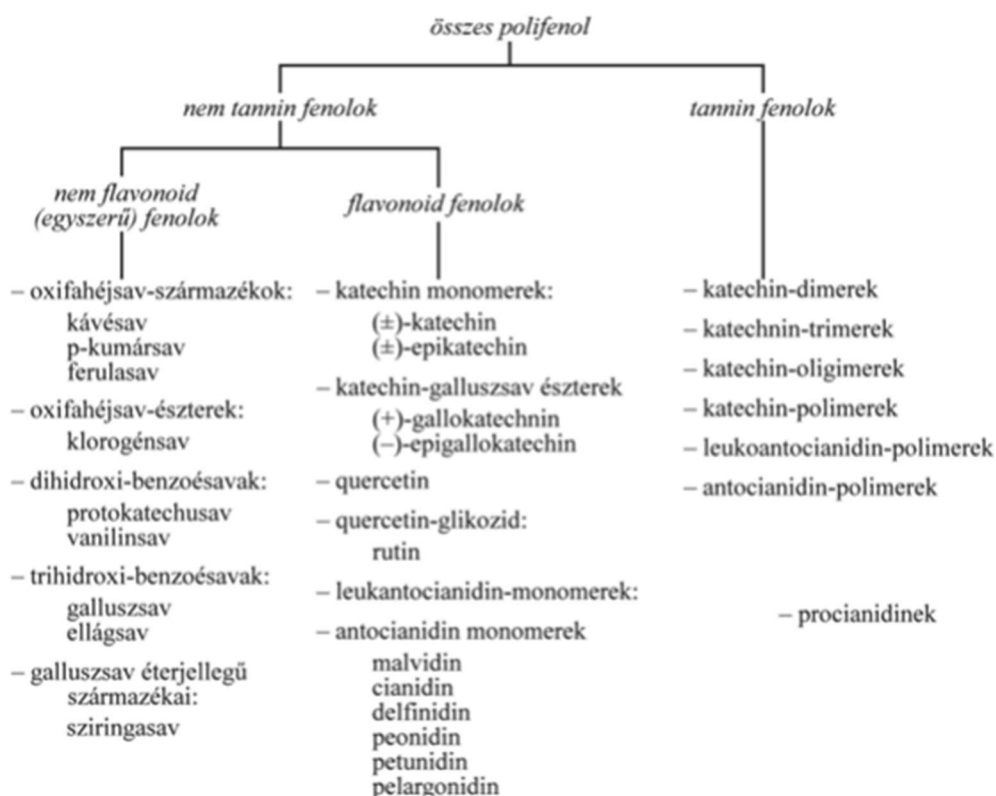 összes polifenol
nem tannin fenolok
tannin fenolok
nem flavonoid
(egyszerű) fenolok
flavonoid fenolok
– oxifahéjsav-származékok:
kávésav
p-kumársav
ferulasav
– oxifahéjsav-észterek:
klorogénsav
– dihidroxi-benzoésavak:
protokatechusav
vanilinsav
– trihidroxi-benzoésavak:
galluszsav
ellágsav
– galluszsav éterjellegű
származékai:
sziringasav
– katechin monomerek:
(±)-katechin
(±)-epikatechin
– katechin-galluszsav észterek
(+)-gallokatechnin
(–)-epigallokatechin
– quercetin
– quercetin-glikozid:
rutin
– leukantocianidin-monomerek:
– antocianidin monomerek
malvidin
cianidin
delfinidin
peonidin
petunidin
pelargonidin
– katechin-dimerek
– katechnin-trimerek
– katechin-oligimerek
– katechin-polimerek
– leukoantocianidin-polimerek
– antocianidin-polimerek
– procianidinek